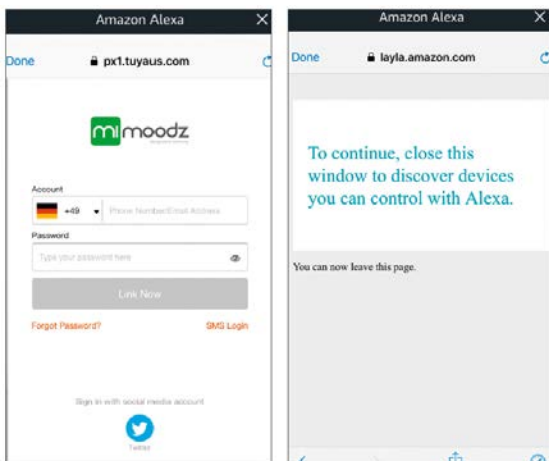 Amazon Alexa
Done
px1.tuyaus.com
mimoodz
Account
+49
Phone Number/Email Address
Password
Type your password here
Link Now
Forgot Password?
SMS Login
Sign in with social media account
Twitter
Amazon Alexa
Done
layla.amazon.com
To continue, close this
window to discover devices
you can control with Alexa.
You can now leave this page.